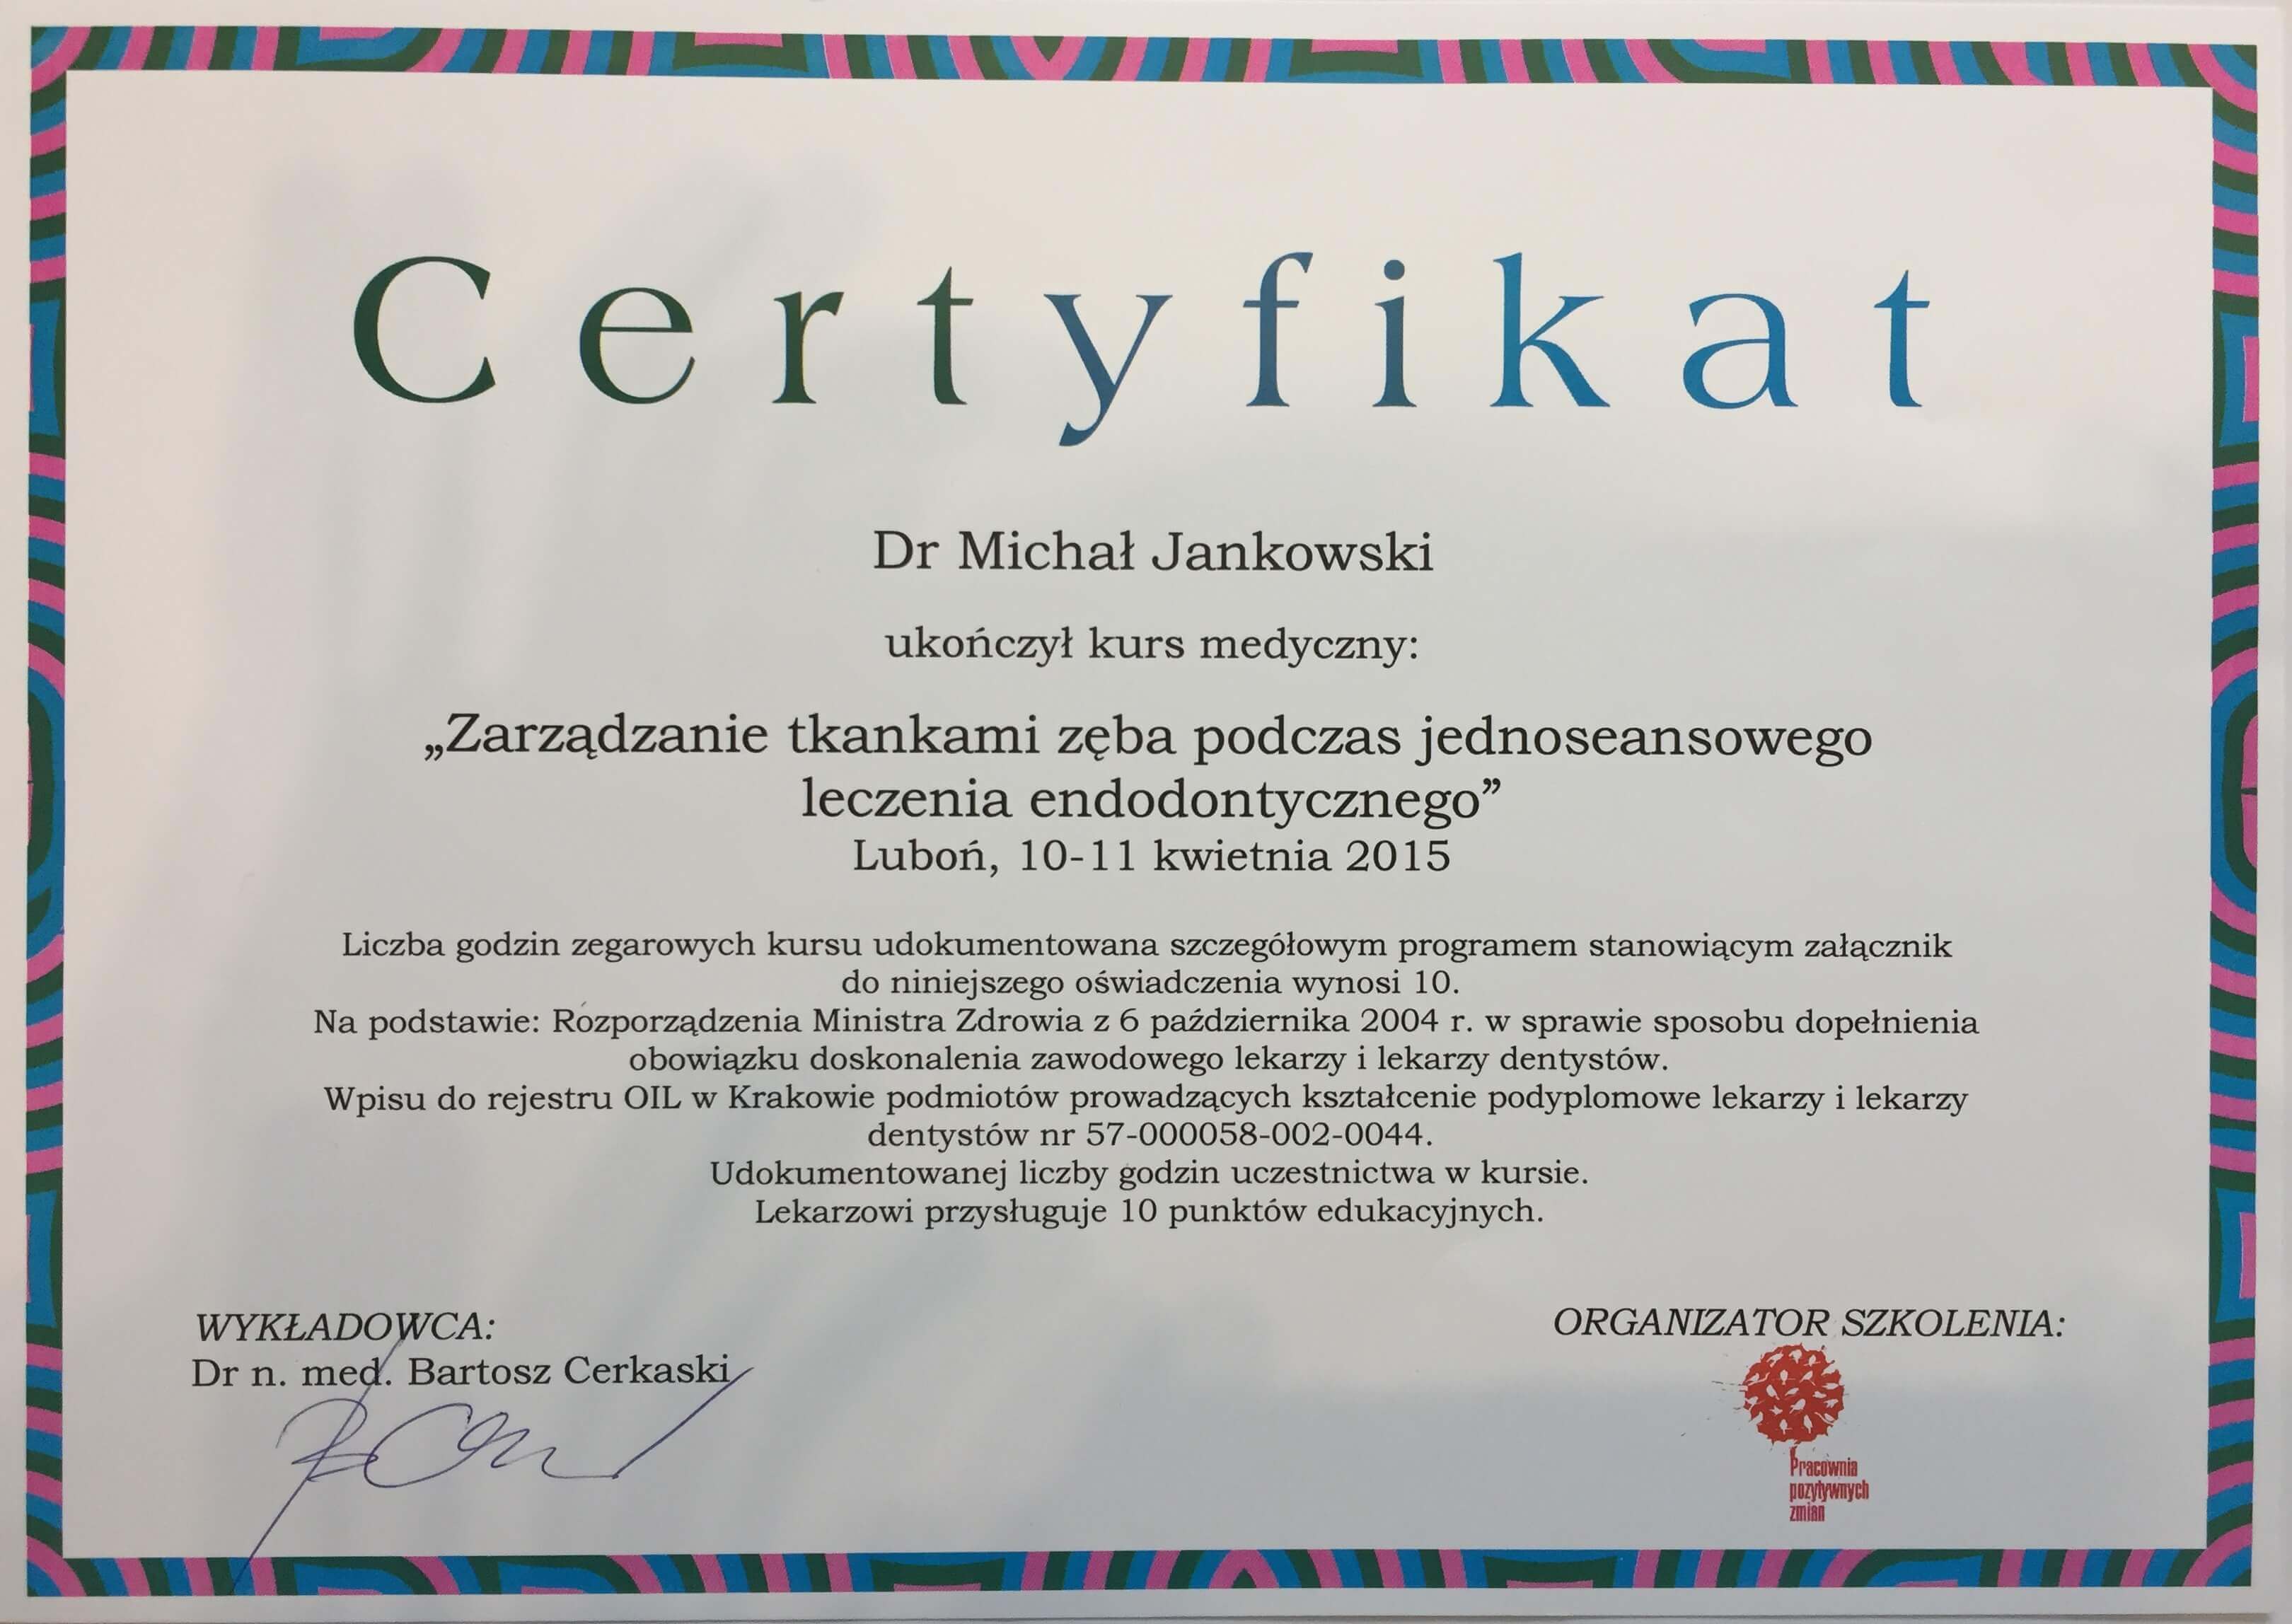 Certyfikat
Dr Michał Jankowski
ukończył kurs medyczny:
„Zarządzanie tkankami zęba podczas jednoseansowego
leczenia endodontycznego”
Luboń, 10-11 kwietnia 2015
Liczba godzin zegarowych kursu udokumentowana szczegółowym programem stanowiącym załącznik
do niniejszego oświadczenia wynosi 10.
Na podstawie: Rozporządzenia Ministra Zdrowia z 6 października 2004 r. w sprawie sposobu dopełnienia
obowiązku doskonalenia zawodowego lekarzy i lekarzy dentystów.
Wpisu do rejestru OIL w Krakowie podmiotów prowadzących kształcenie podyplomowe lekarzy i lekarzy
dentystów nr 57-000058-002-0044.
Udokumentowanej liczby godzin uczestnictwa w kursie.
Lekarzowi przysługuje 10 punktów edukacyjnych.
WYKŁADOWCA:
Dr n. med. Bartosz Cerkaski
ORGANIZATOR SZKOLENIA:
Pracownia
pozytywnych
zmian